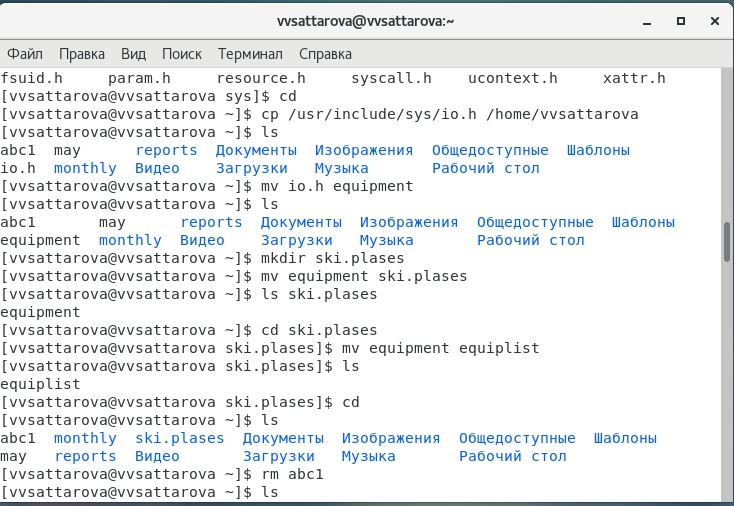 vvsattarova@vvsattarova:~
Файл Правка Вид Поиск Терминал Справка
fsuid.h     param.h     resource.h     syscall.h    ucontext.h     xattr.h
[vvsattarova@vvsattarova sys]$ cd
[vvsattarova@vvsattarova ~]$ cp /usr/include/sys/io.h /home/vvsattarova
[vvsattarova@vvsattarova ~]$ ls
abc1  may      reports  Документы  Изображения  Общедоступные  Шаблоны
io.h  monthly  Видео    Загрузки   Музыка       Рабочий стол
[vvsattarova@vvsattarova ~]$ mv io.h equipment
[vvsattarova@vvsattarova ~]$ ls
abc1       may      reports  Документы  Изображения  Общедоступные  Шаблоны
equipment  monthly  Видео    Загрузки   Музыка       Рабочий стол
[vvsattarova@vvsattarova ~]$ mkdir ski.plases
[vvsattarova@vvsattarova ~]$ mv equipment ski.plases
[vvsattarova@vvsattarova ~]$ ls ski.plases
equipment
[vvsattarova@vvsattarova ~]$ cd ski.plases
[vvsattarova@vvsattarova ski.plases]$ mv equipment equiplist
[vvsattarova@vvsattarova ski.plases]$ ls
equiplist
[vvsattarova@vvsattarova ski.plases]$ cd
[vvsattarova@vvsattarova ~]$ ls
abc1  monthly  ski.plases  Документы  Изображения  Общедоступные  Шаблоны
may   reports  Видео       Загрузки   Музыка       Рабочий стол
[vvsattarova@vvsattarova ~]$ rm abc1
[vvsattarova@vvsattarova ~]$ ls